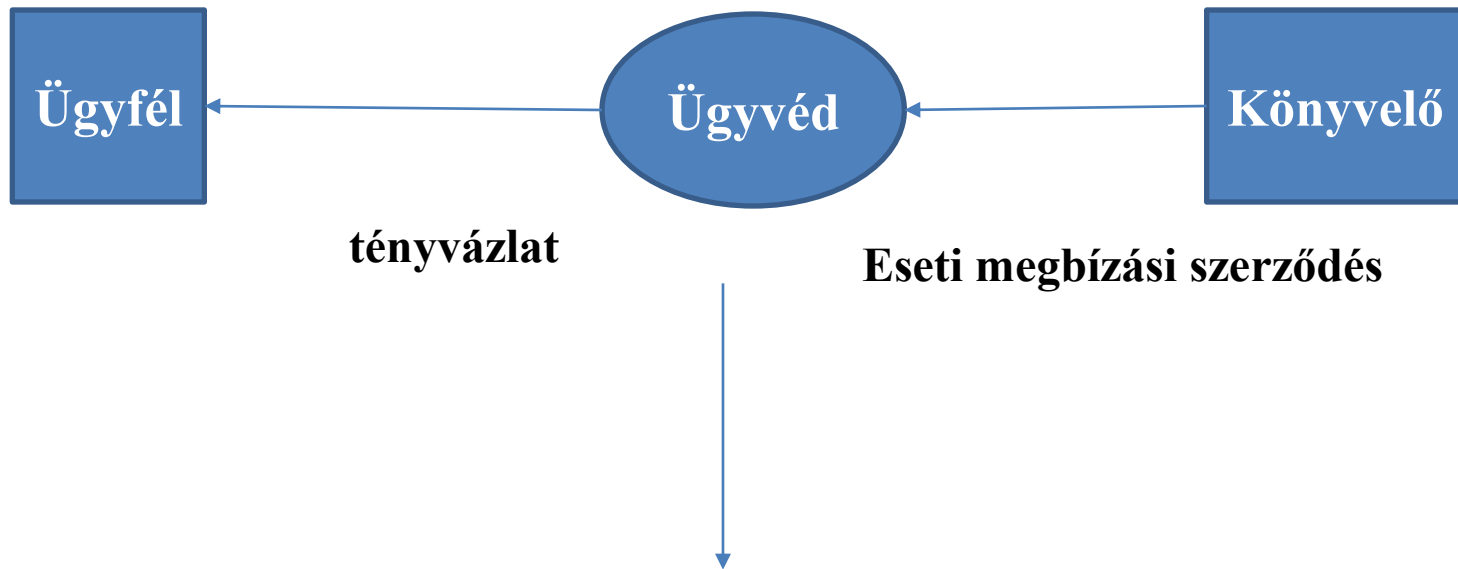 Ügyfél
Ügyvéd
Könyvelő
tényvázlat
Eseti megbízási szerződés